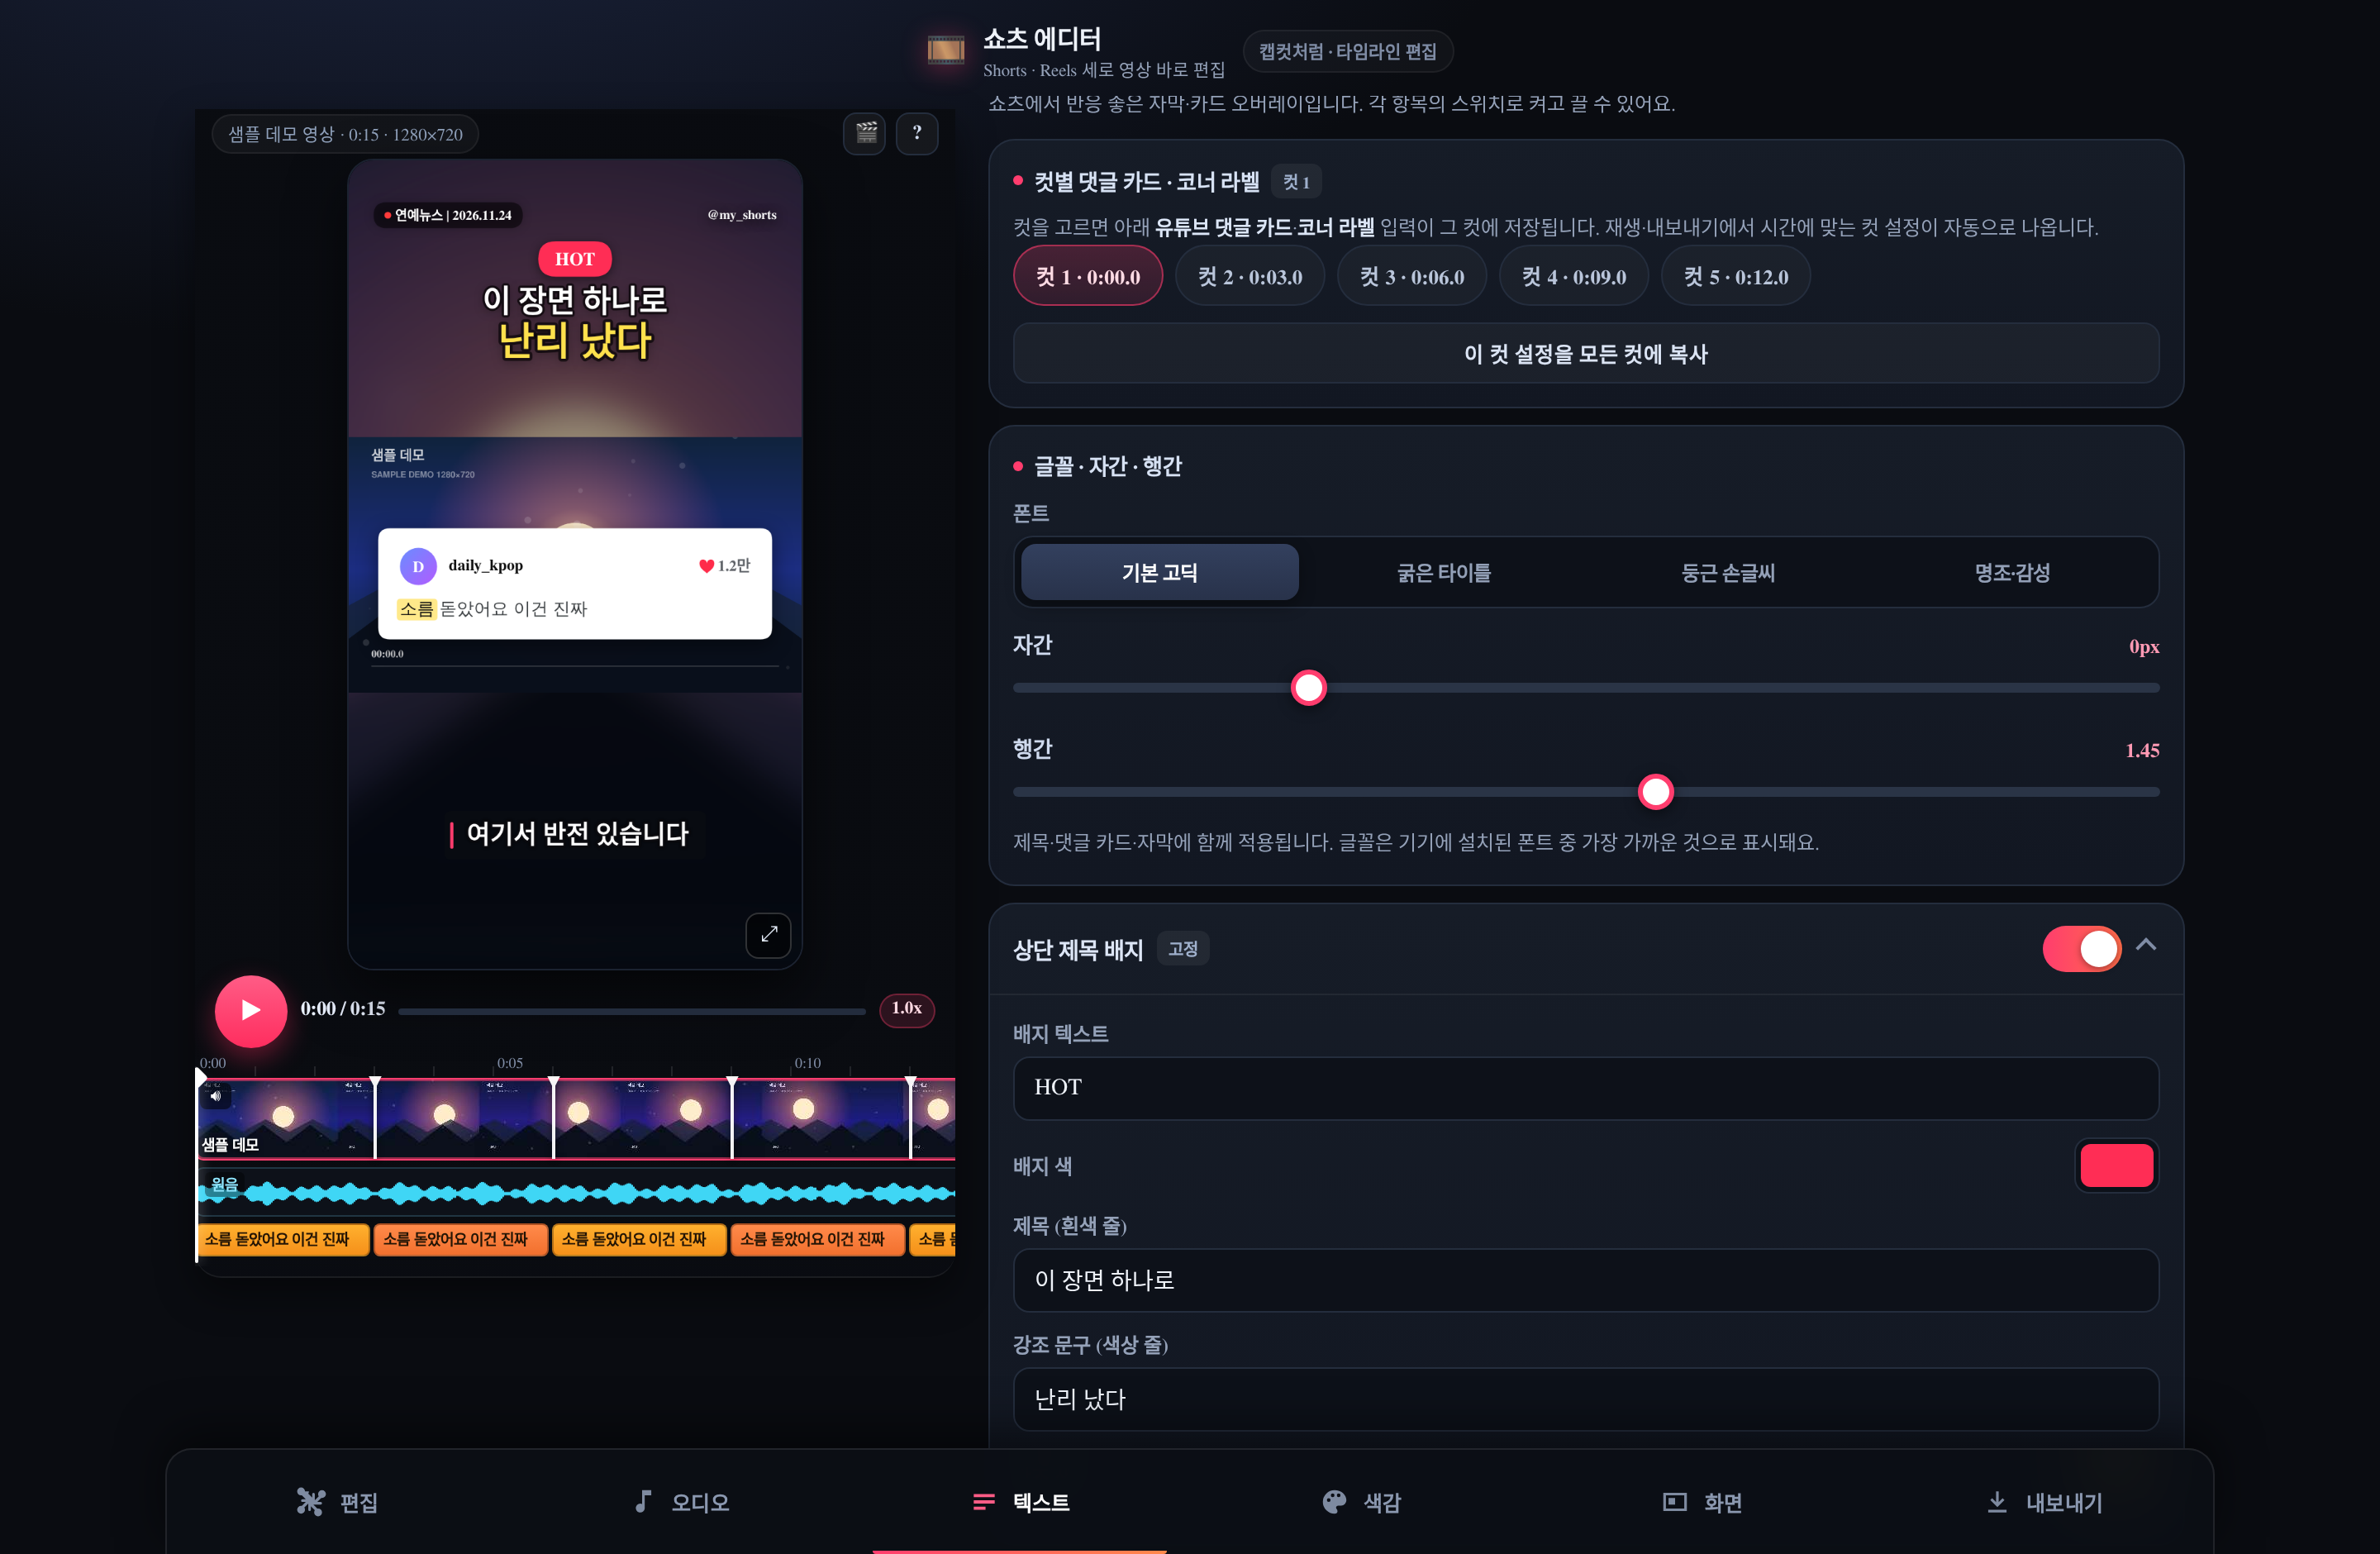 쇼츠 에디터
Shorts · Reels 세로 영상 바로 편집
캡컷처럼 · 타임라인 편집
샘플 데모 영상 · 0:15 · 1280×720
?
연예뉴스 | 2026.11.24
@my_shorts
HOT
이 장면 하나로
난리 났다
샘플 데모
SAMPLE DEMO 1280×720
D
daily_kpop
1.2만
소름 돋았어요 이건 진짜
00:00.0
여기서 반전 있습니다
0:00 / 0:15
1.0x
0:00
0:05
0:10
샘플 데모
원음
소름 돋았어요 이건 진짜
소름 돋았어요 이건 진짜
소름 돋았어요 이건 진짜
소름 돋았어요 이건 진짜
소름
쇼츠에서 반응 좋은 자막·카드 오버레이입니다. 각 항목의 스위치로 켜고 끌 수 있어요.
컷별 댓글 카드 · 코너 라벨
컷 1
컷을 고르면 아래 유튜브 댓글 카드·코너 라벨 입력이 그 컷에 저장됩니다. 재생·내보내기에서 시간에 맞는 컷 설정이 자동으로 나옵니다.
컷 1 · 0:00.0
컷 2 · 0:03.0
컷 3 · 0:06.0
컷 4 · 0:09.0
컷 5 · 0:12.0
이 컷 설정을 모든 컷에 복사
글꼴 · 자간 · 행간
폰트
기본 고딕
굵은 타이틀
둥근 손글씨
명조·감성
자간
0px
행간
1.45
제목·댓글 카드·자막에 함께 적용됩니다. 글꼴은 기기에 설치된 폰트 중 가장 가까운 것으로 표시돼요.
상단 제목 배지
고정
배지 텍스트
HOT
배지 색
제목 (흰색 줄)
이 장면 하나로
강조 문구 (색상 줄)
난리 났다
편집
오디오
텍스트
색감
화면
내보내기